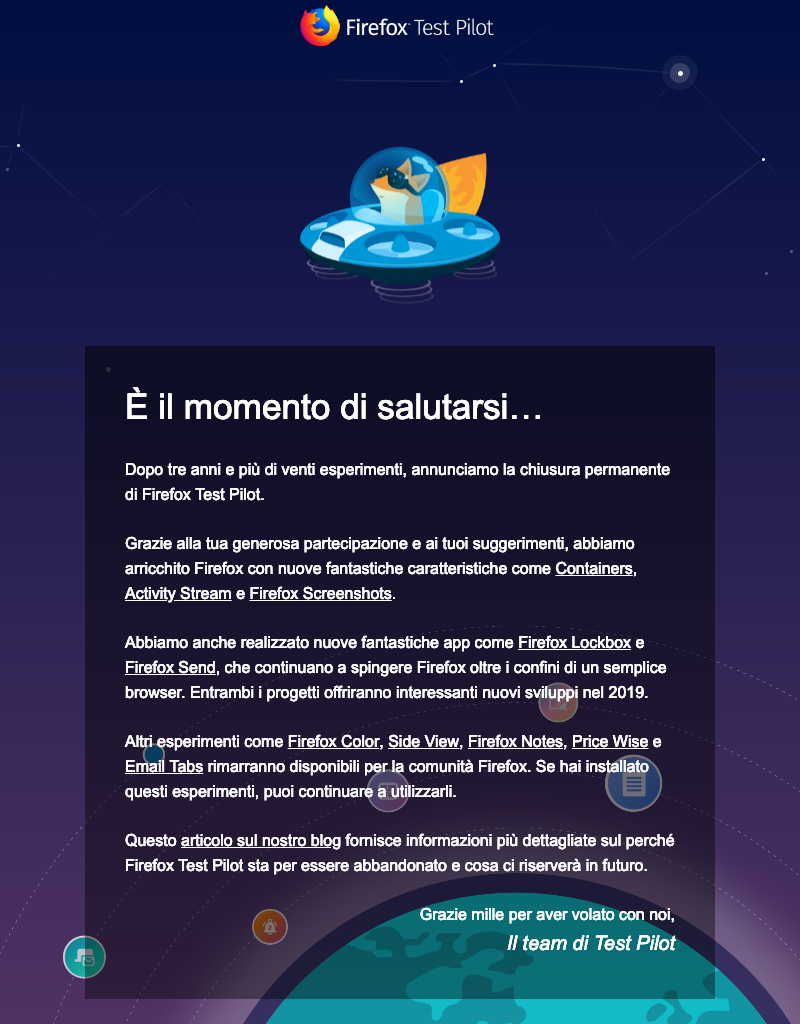 Firefox Test Pilot
È il momento di salutarsi…
Dopo tre anni e più di venti esperimenti, annunciamo la chiusura permanente
di Firefox Test Pilot.
Grazie alla tua generosa partecipazione e ai tuoi suggerimenti, abbiamo
arricchito Firefox con nuove fantastiche caratteristiche come Containers,
Activity Stream e Firefox Screenshots.
Abbiamo anche realizzato nuove fantastiche app come Firefox Lockbox e
Firefox Send, che continuano a spingere Firefox oltre i confini di un semplice
browser. Entrambi i progetti offriranno interessanti nuovi sviluppi nel 2019.
Altri esperimenti come Firefox Color, Side View, Firefox Notes, Price Wise e
Email Tabs rimarranno disponibili per la comunità Firefox. Se hai installato
questi esperimenti, puoi continuare a utilizzarli.
Questo articolo sul nostro blog fornisce informazioni più dettagliate sul perché
Firefox Test Pilot sta per essere abbandonato e cosa ci riserverà in futuro.
Grazie mille per aver volato con noi,
Il team di Test Pilot